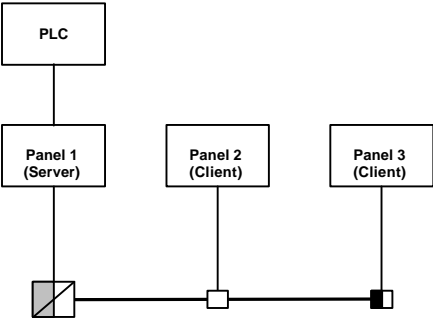 PLC
Panel 1
(Server)
Panel 2
(Client)
Panel 3
(Client)